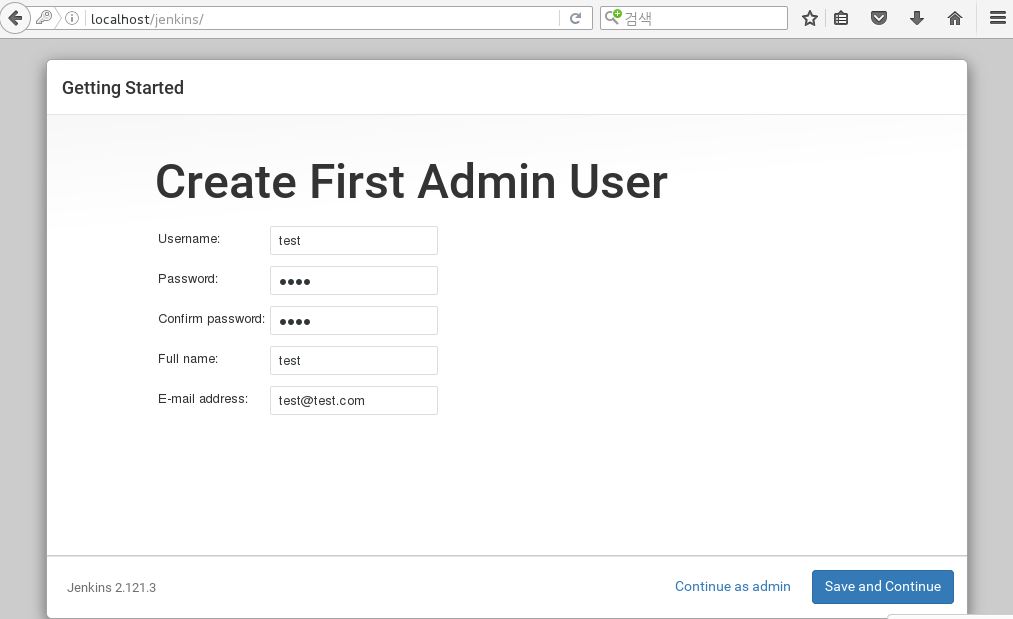 localhost/jenkins/
검색
Getting Started
Create First Admin User
Username: test
Password: ●●●●
Confirm password: ●●●●
Full name: test
E-mail address: test@test.com
Jenkins 2.121.3
Continue as admin
Save and Continue